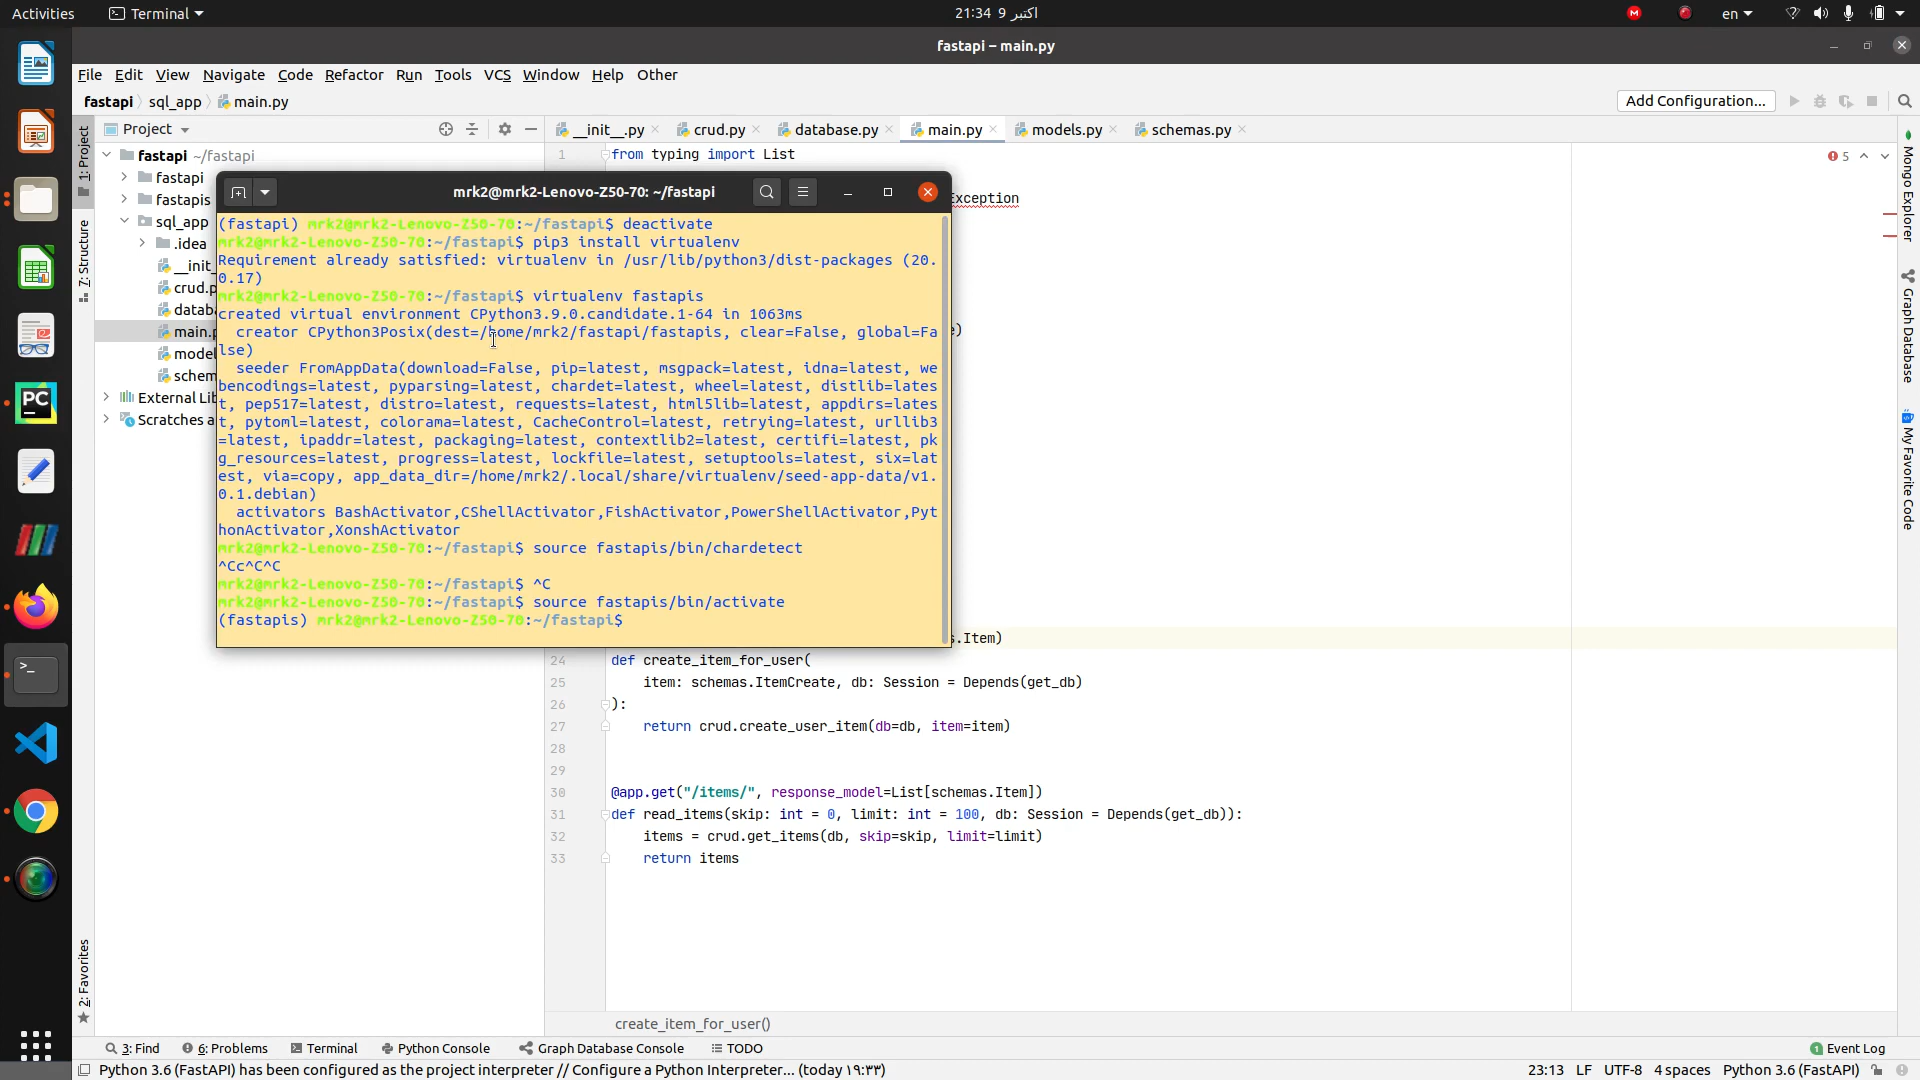 Activities
Terminal
21:34 9 اکتبر
en
fastapi – main.py
File Edit View Navigate Code Refactor Run Tools VCS Window Help Other
fastapi sql_app main.py
Add Configuration...
Project
__init__.py crud.py database.py main.py models.py schemas.py
1: Project
7: Structure
2: Favorites
fastapi ~/fastapi
fastapi
fastapis
sql_app
.idea
__init
crud.p
databa
main.p
model
schem
External Lib
Scratches a
mrk2@mrk2-Lenovo-Z50-70: ~/fastapi
(fastapi) mrk2@mrk2-Lenovo-Z50-70:~/fastapi$ deactivate
mrk2@mrk2-Lenovo-Z50-70:~/fastapi$ pip3 install virtualenv
Requirement already satisfied: virtualenv in /usr/lib/python3/dist-packages (20.
0.17)
mrk2@mrk2-Lenovo-Z50-70:~/fastapi$ virtualenv fastapis
created virtual environment CPython3.9.0.candidate.1-64 in 1063ms
creator CPython3Posix(dest=/home/mrk2/fastapi/fastapis, clear=False, global=Fa
lse)
seeder FromAppData(download=False, pip=latest, msgpack=latest, idna=latest, we
bencodings=latest, pyparsing=latest, chardet=latest, wheel=latest, distlib=lates
t, pep517=latest, distro=latest, requests=latest, html5lib=latest, appdirs=lates
t, pytoml=latest, colorama=latest, CacheControl=latest, retrying=latest, urllib3
=latest, ipaddr=latest, packaging=latest, contextlib2=latest, certifi=latest, pk
g_resources=latest, progress=latest, lockfile=latest, setuptools=latest, six=lat
est, via=copy, app_data_dir=/home/mrk2/.local/share/virtualenv/seed-app-data/v1.
0.1.debian)
activators BashActivator,CShellActivator,FishActivator,PowerShellActivator,Pyt
honActivator,XonshActivator
mrk2@mrk2-Lenovo-Z50-70:~/fastapi$ source fastapis/bin/chardetect
^Cc^C^C
mrk2@mrk2-Lenovo-Z50-70:~/fastapi$ ^C
mrk2@mrk2-Lenovo-Z50-70:~/fastapi$ source fastapis/bin/activate
(fastapis) mrk2@mrk2-Lenovo-Z50-70:~/fastapi$
1 from typing import List
xception
5
e)
s.Item)
24 def create_item_for_user(
25 item: schemas.ItemCreate, db: Session = Depends(get_db)
26 ):
27 return crud.create_user_item(db=db, item=item)
28
29
30 @app.get("/items/", response_model=List[schemas.Item])
31 def read_items(skip: int = 0, limit: int = 100, db: Session = Depends(get_db)):
32 items = crud.get_items(db, skip=skip, limit=limit)
33 return items
create_item_for_user()
Mongo Explorer
Graph Database
My Favorite Code
3: Find 6: Problems Terminal Python Console Graph Database Console TODO
1 Event Log
Python 3.6 (FastAPI) has been configured as the project interpreter // Configure a Python Interpreter... (today ۱۹:۳۳)
23:13 LF UTF-8 4 spaces Python 3.6 (FastAPI)